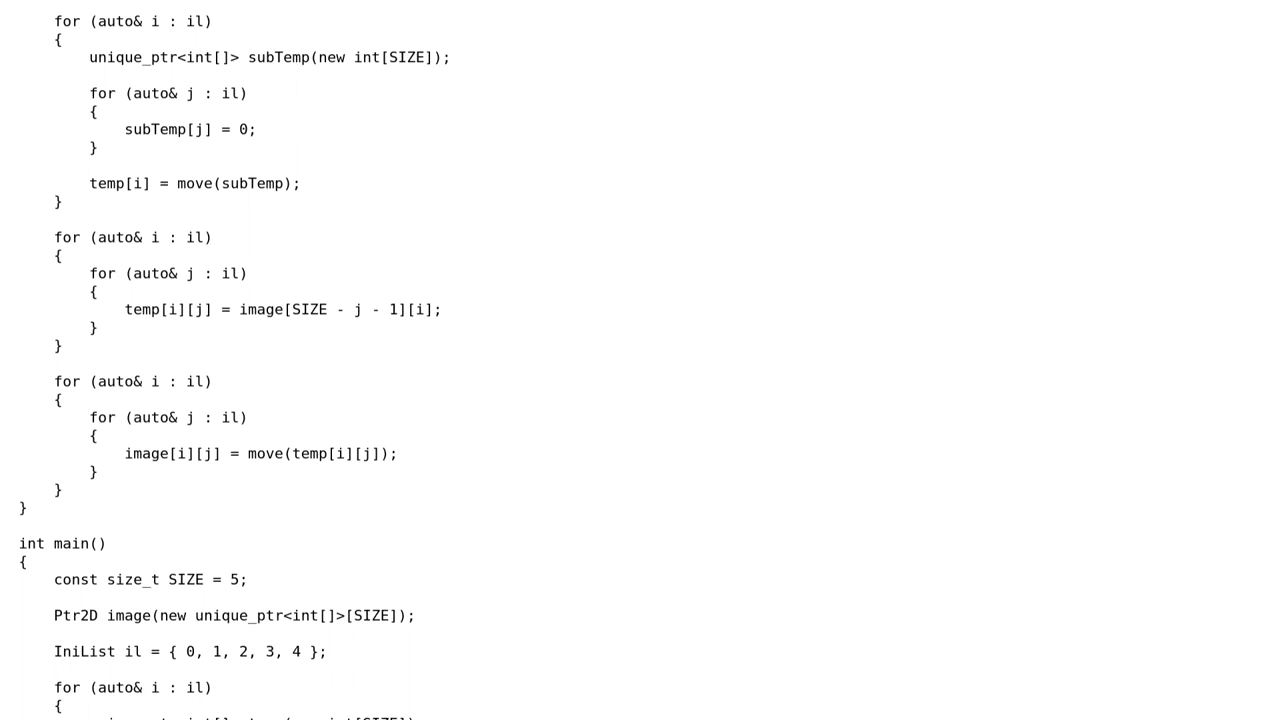 for (auto& i : il)
    {
        unique_ptr<int[]> subTemp(new int[SIZE]);

        for (auto& j : il)
        {
            subTemp[j] = 0;
        }

        temp[i] = move(subTemp);
    }

    for (auto& i : il)
    {
        for (auto& j : il)
        {
            temp[i][j] = image[SIZE - j - 1][i];
        }
    }

    for (auto& i : il)
    {
        for (auto& j : il)
        {
            image[i][j] = move(temp[i][j]);
        }
    }
}

int main()
{
    const size_t SIZE = 5;

    Ptr2D image(new unique_ptr<int[]>[SIZE]);

    IniList il = { 0, 1, 2, 3, 4 };

    for (auto& i : il)
    {